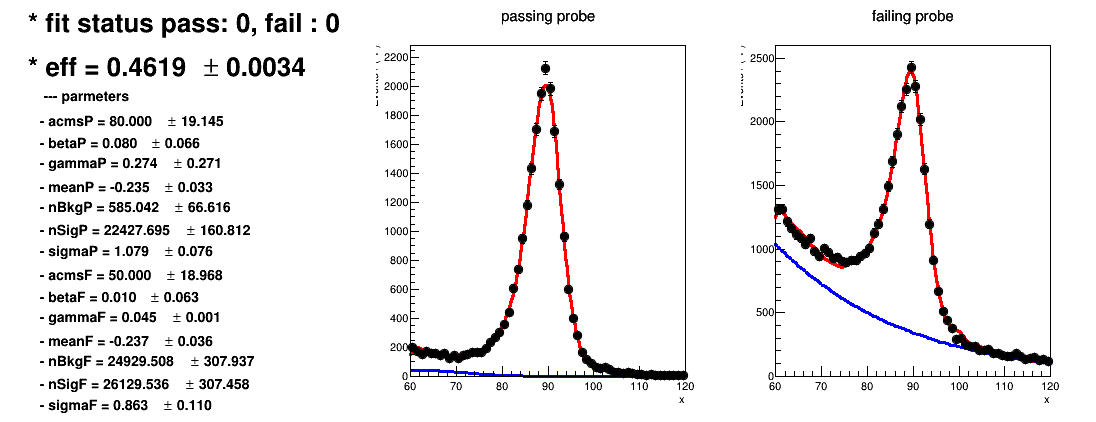 * fit status pass: 0, fail : 0
* eff = 0.4619 ± 0.0034
--- parmeters
- acmsP = 80.000 ± 19.145
- betaP = 0.080 ± 0.066
- gammaP = 0.274 ± 0.271
- meanP = -0.235 ± 0.033
- nBkgP = 585.042 ± 66.616
- nSigP = 22427.695 ± 160.812
- sigmaP = 1.079 ± 0.076
- acmsF = 50.000 ± 18.968
- betaF = 0.010 ± 0.063
- gammaF = 0.045 ± 0.001
- meanF = -0.237 ± 0.036
- nBkgF = 24929.508 ± 307.937
- nSigF = 26129.536 ± 307.458
- sigmaF = 0.863 ± 0.110
passing probe
2200
2000
1800
1600
1400
1200
1000
800
600
400
200
0
60 70 80 90 100 110 120
x
failing probe
2500
2000
1500
1000
500
0
60 70 80 90 100 110 120
x